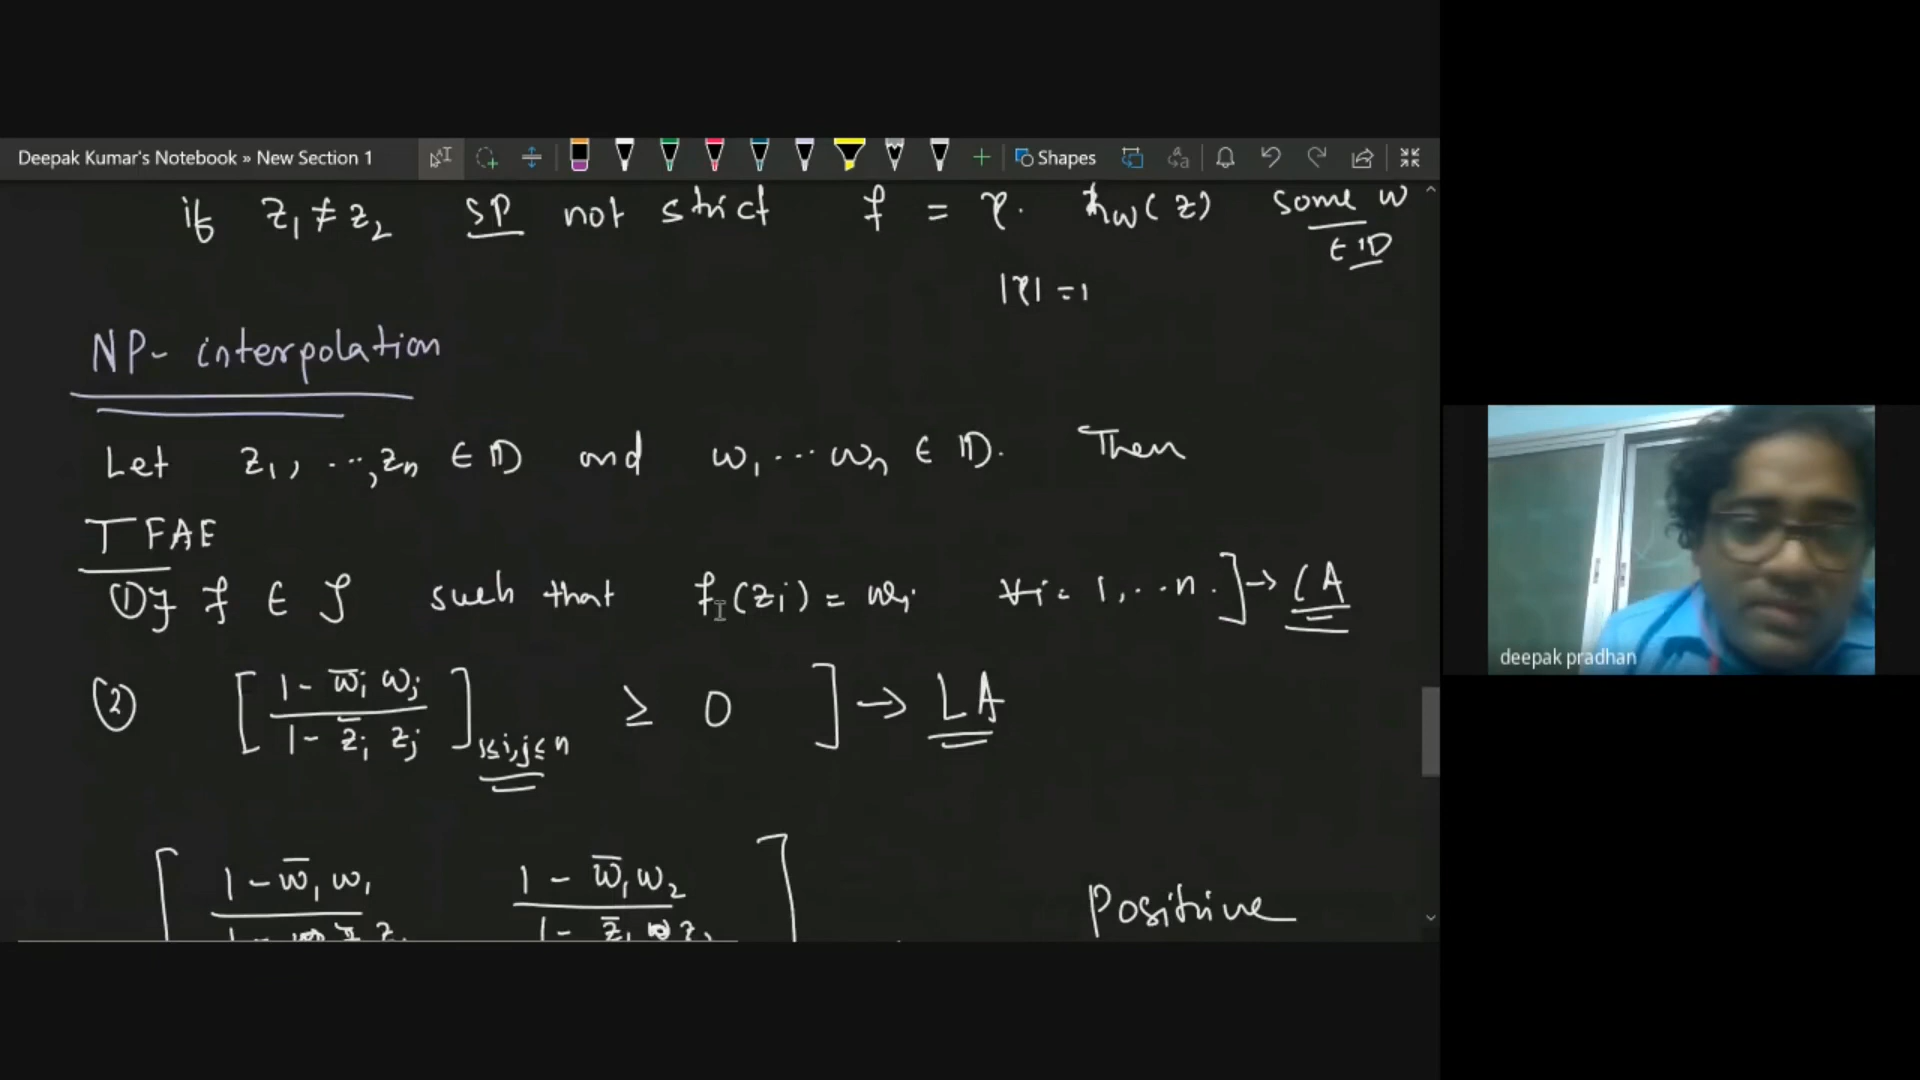 Deepak Kumar's Notebook » New Section 1
Shapes
if z₁ ≠ z₂ SP not strict f = η. ħw(z) some w
∈ 𝔻
|η| = 1
NP- interpolation
Let z₁, ..., zn ∈ 𝔻 and w₁ ... wn ∈ 𝔻. Then
TFAE
① ∃ f ∈ 𝒮 such that f(zi) = wi ∀i = 1, .. n . ] → CA
② [ (1 - w̄i wj) / (1 - z̄i zj) ] 1≤i,j≤n ≥ 0 ] → LA
[ 1 - w̄₁w₁ 1 - w̄₁w₂ ]
Positive
deepak pradhan